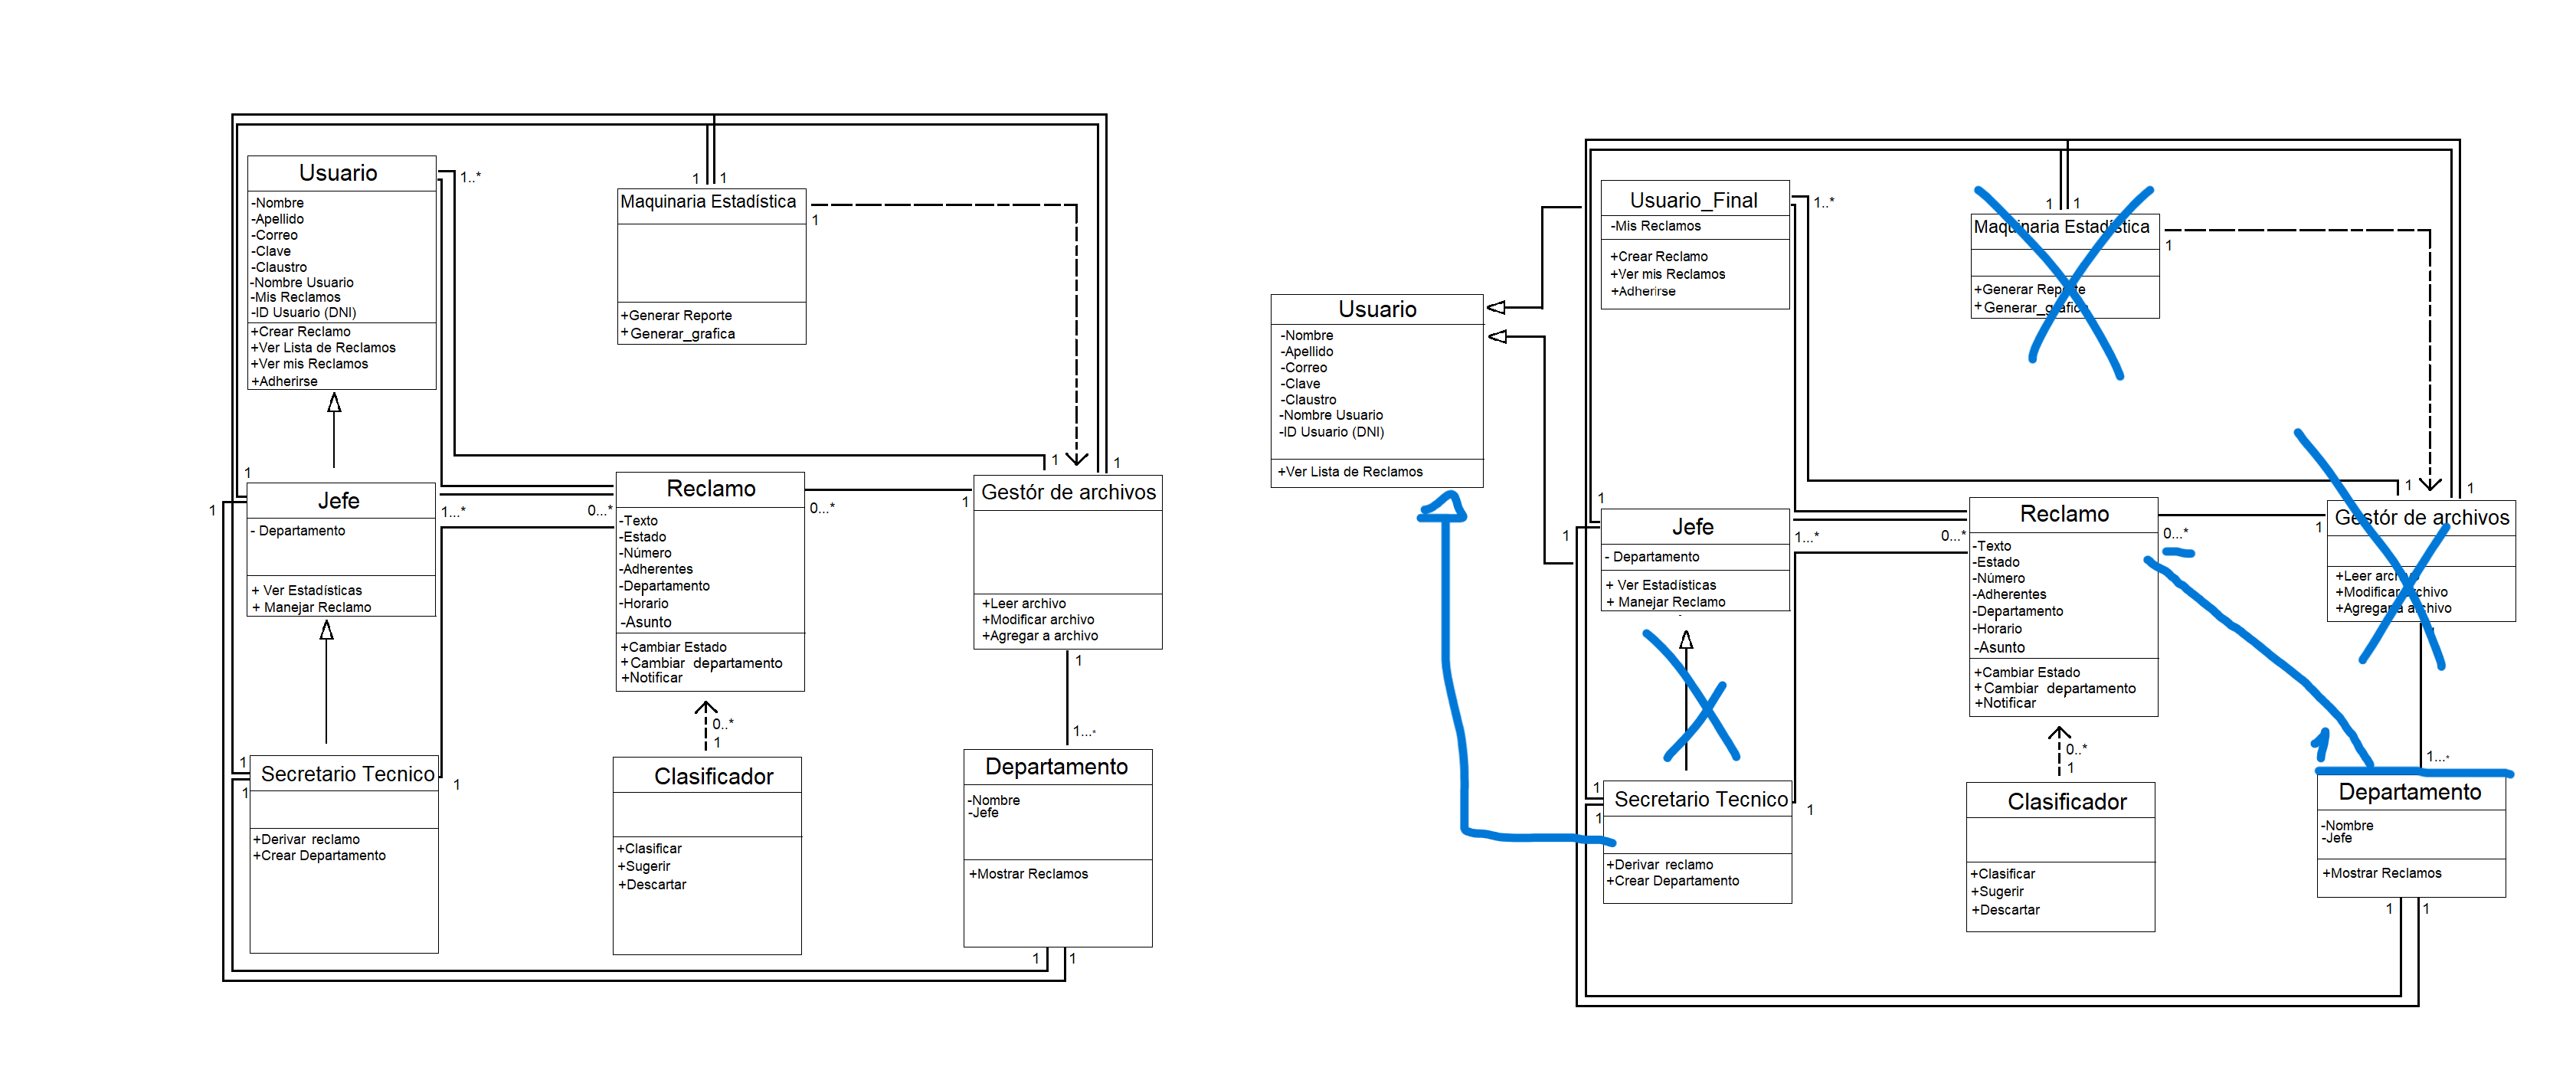 Usuario
-Nombre
-Apellido
-Correo
-Clave
-Claustro
-Nombre Usuario
-Mis Reclamos
-ID Usuario (DNI)
+Crear Reclamo
+Ver Lista de Reclamos
+Ver mis Reclamos
+Adherirse
1..*
1
1
Maquinaria Estadística
1
+Generar Reporte
+ Generar_grafica
1
Jefe
- Departamento
+ Ver Estadísticas
+ Manejar Reclamo
1
1...*
0...*
Reclamo
-Texto
-Estado
-Número
-Adherentes
-Departamento
-Horario
-Asunto
+Cambiar Estado
+Cambiar departamento
+Notificar
0...*
1
1
1
Gestór de archivos
+Leer archivo
+Modificar archivo
+Agregar a archivo
1
1...*
1
1
Secretario Tecnico
1
+Derivar reclamo
+Crear Departamento
0..*
1
Clasificador
+Clasificar
+Sugerir
+Descartar
Departamento
-Nombre
-Jefe
+Mostrar Reclamos
1
1
Usuario
-Nombre
-Apellido
-Correo
-Clave
-Claustro
-Nombre Usuario
-ID Usuario (DNI)
+Ver Lista de Reclamos
Usuario_Final
-Mis Reclamos
+Crear Reclamo
+Ver mis Reclamos
+Adherirse
1..*
1
1
Maquinaria Estadística
1
+Generar Reporte
+ Generar_grafica
1
Jefe
- Departamento
+ Ver Estadísticas
+ Manejar Reclamo
1
1...*
0...*
Reclamo
-Texto
-Estado
-Número
-Adherentes
-Departamento
-Horario
-Asunto
+Cambiar Estado
+Cambiar departamento
+Notificar
0...*
1
1
1
Gestór de archivos
+Leer archivo
+Modificar archivo
+Agregar a archivo
1
1...*
1
1
Secretario Tecnico
1
+Derivar reclamo
+Crear Departamento
0..*
1
Clasificador
+Clasificar
+Sugerir
+Descartar
Departamento
-Nombre
-Jefe
+Mostrar Reclamos
1
1